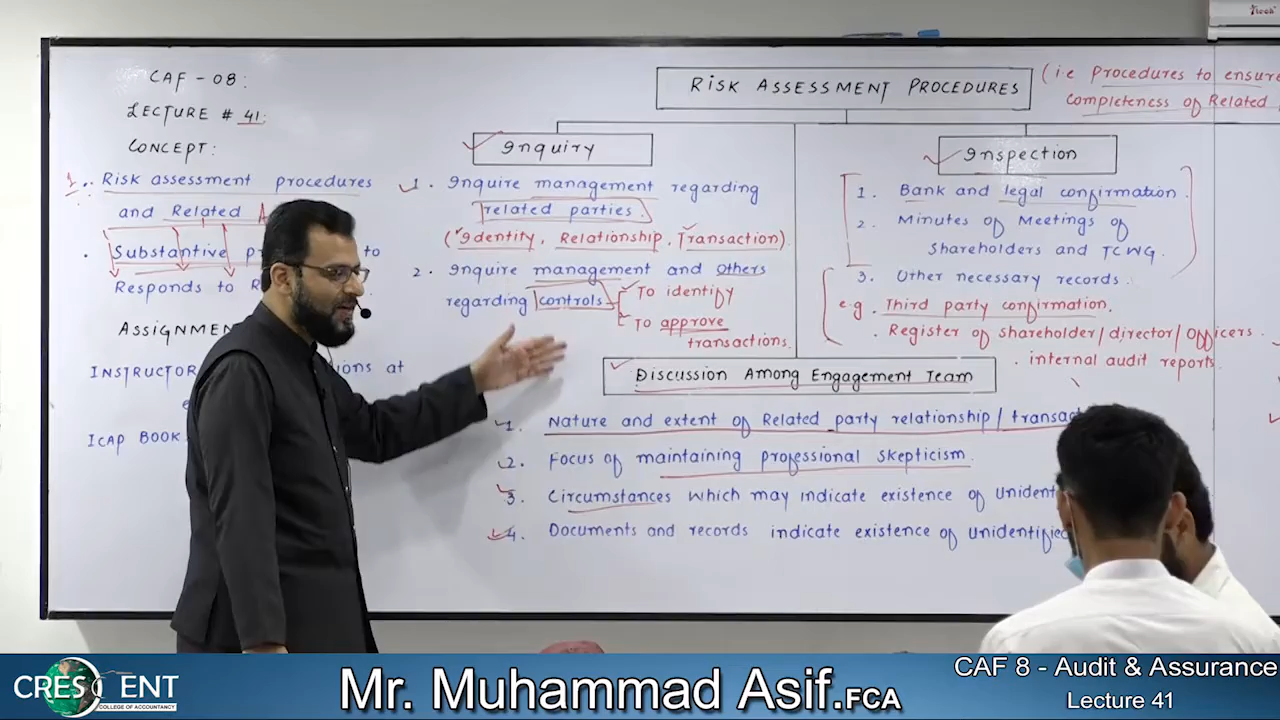 CAF - 08:
LECTURE # 41:
CONCEPT:
1. Risk assessment procedures
and Related
Substantive to
Responds to
INSTRUCTOR at
ICAP BOOK
RISK ASSESSMENT PROCEDURES
(i.e Procedures to ensure
Completeness of Related
Inquiry
1. Inquire management regarding
related parties.
(Identity, Relationship, Transaction)
2. Inquire management and others
regarding controls
To identify
To approve
transactions.
Inspection
1. Bank and legal confirmation
2. Minutes of Meetings of
Shareholders and TCWG.
3. Other necessary records.
e.g. Third party confirmation.
. Register of shareholder/director/Officers.
. internal audit reports.
Discussion Among Engagement Team
1. Nature and extent of Related party relationship/
2. Focus of maintaining professional skepticism.
3. Circumstances which may indicate existence of
4. Documents and records indicate existence of unidentified
CRESCENT
COLLEGE OF ACCOUNTANCY
Mr. Muhammad Asif.FCA
CAF 8 - Audit & Assurance
Lecture 41